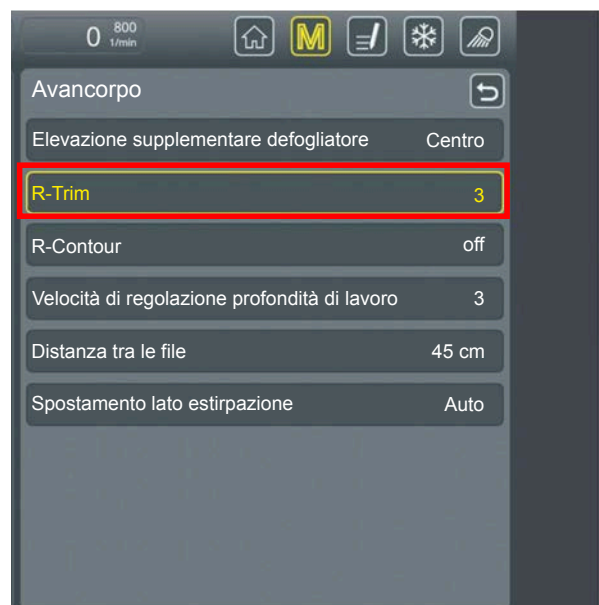 0 800
1/min
M
Avancorpo
Elevazione supplementare defogliatore Centro
R-Trim 3
R-Contour off
Velocità di regolazione profondità di lavoro 3
Distanza tra le file 45 cm
Spostamento lato estirpazione Auto